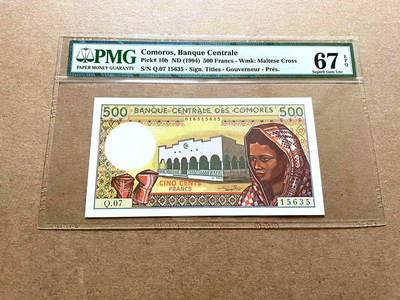 PMG
PAPER MONEY GUARANTY
Comoros, Banque Centrale
Pick# 10b ND (1994) 500 Francs - Wmk: Maltese Cross
S/N Q.07 15635 - Sign. Titles - Gouverneur - Prés.
67 EPQ
Superb Gem Unc
500 BANQUE CENTRALE DES COMORES 500
016515635
CINQ CENTS
FRANCS
Q.07
15635